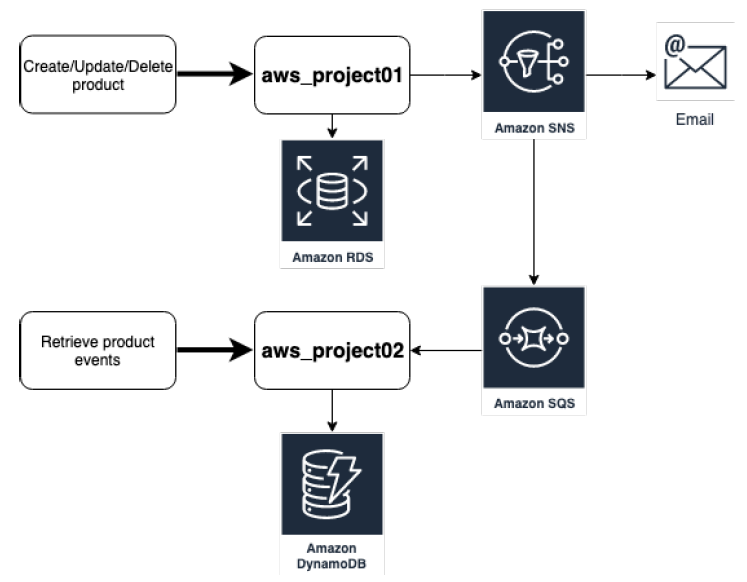 Create/Update/Delete
product
aws_project01
Amazon SNS
@
Email
Amazon RDS
Retrieve product
events
aws_project02
Amazon SQS
Amazon
DynamoDB